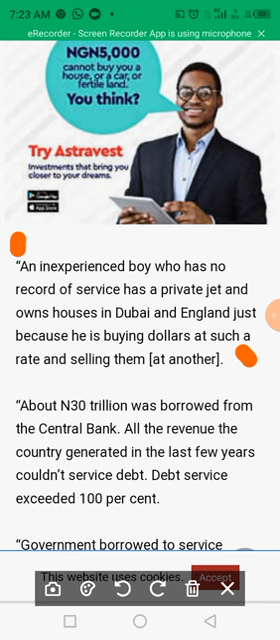 7:23 AM
eRecorder - Screen Recorder App is using microphone
NGN5,000
cannot buy you a
house, or a car, or
fertile land.
You think?
Try Astravest
Investments that bring you
closer to your dreams.
“An inexperienced boy who has no
record of service has a private jet and
owns houses in Dubai and England just
because he is buying dollars at such a
rate and selling them [at another].
“About N30 trillion was borrowed from
the Central Bank. All the revenue the
country generated in the last few years
couldn’t service debt. Debt service
exceeded 100 per cent.
“Government borrowed to service
This website uses cookies. Accept